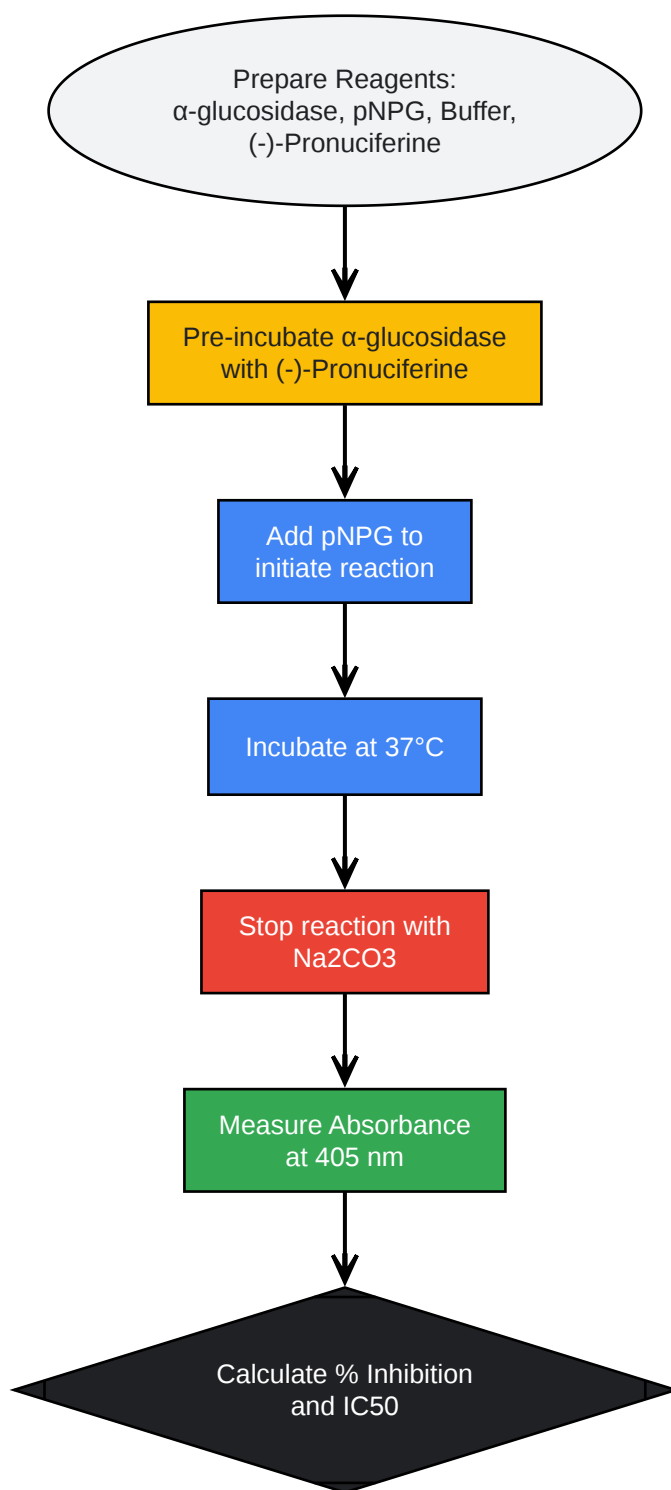 Prepare Reagents:
α-glucosidase, pNPG, Buffer,
(-)-Pronuciferine
Pre-incubate α-glucosidase
with (-)-Pronuciferine
Add pNPG to
initiate reaction
Incubate at 37°C
Stop reaction with
Na2CO3
Measure Absorbance
at 405 nm
Calculate % Inhibition
and IC50